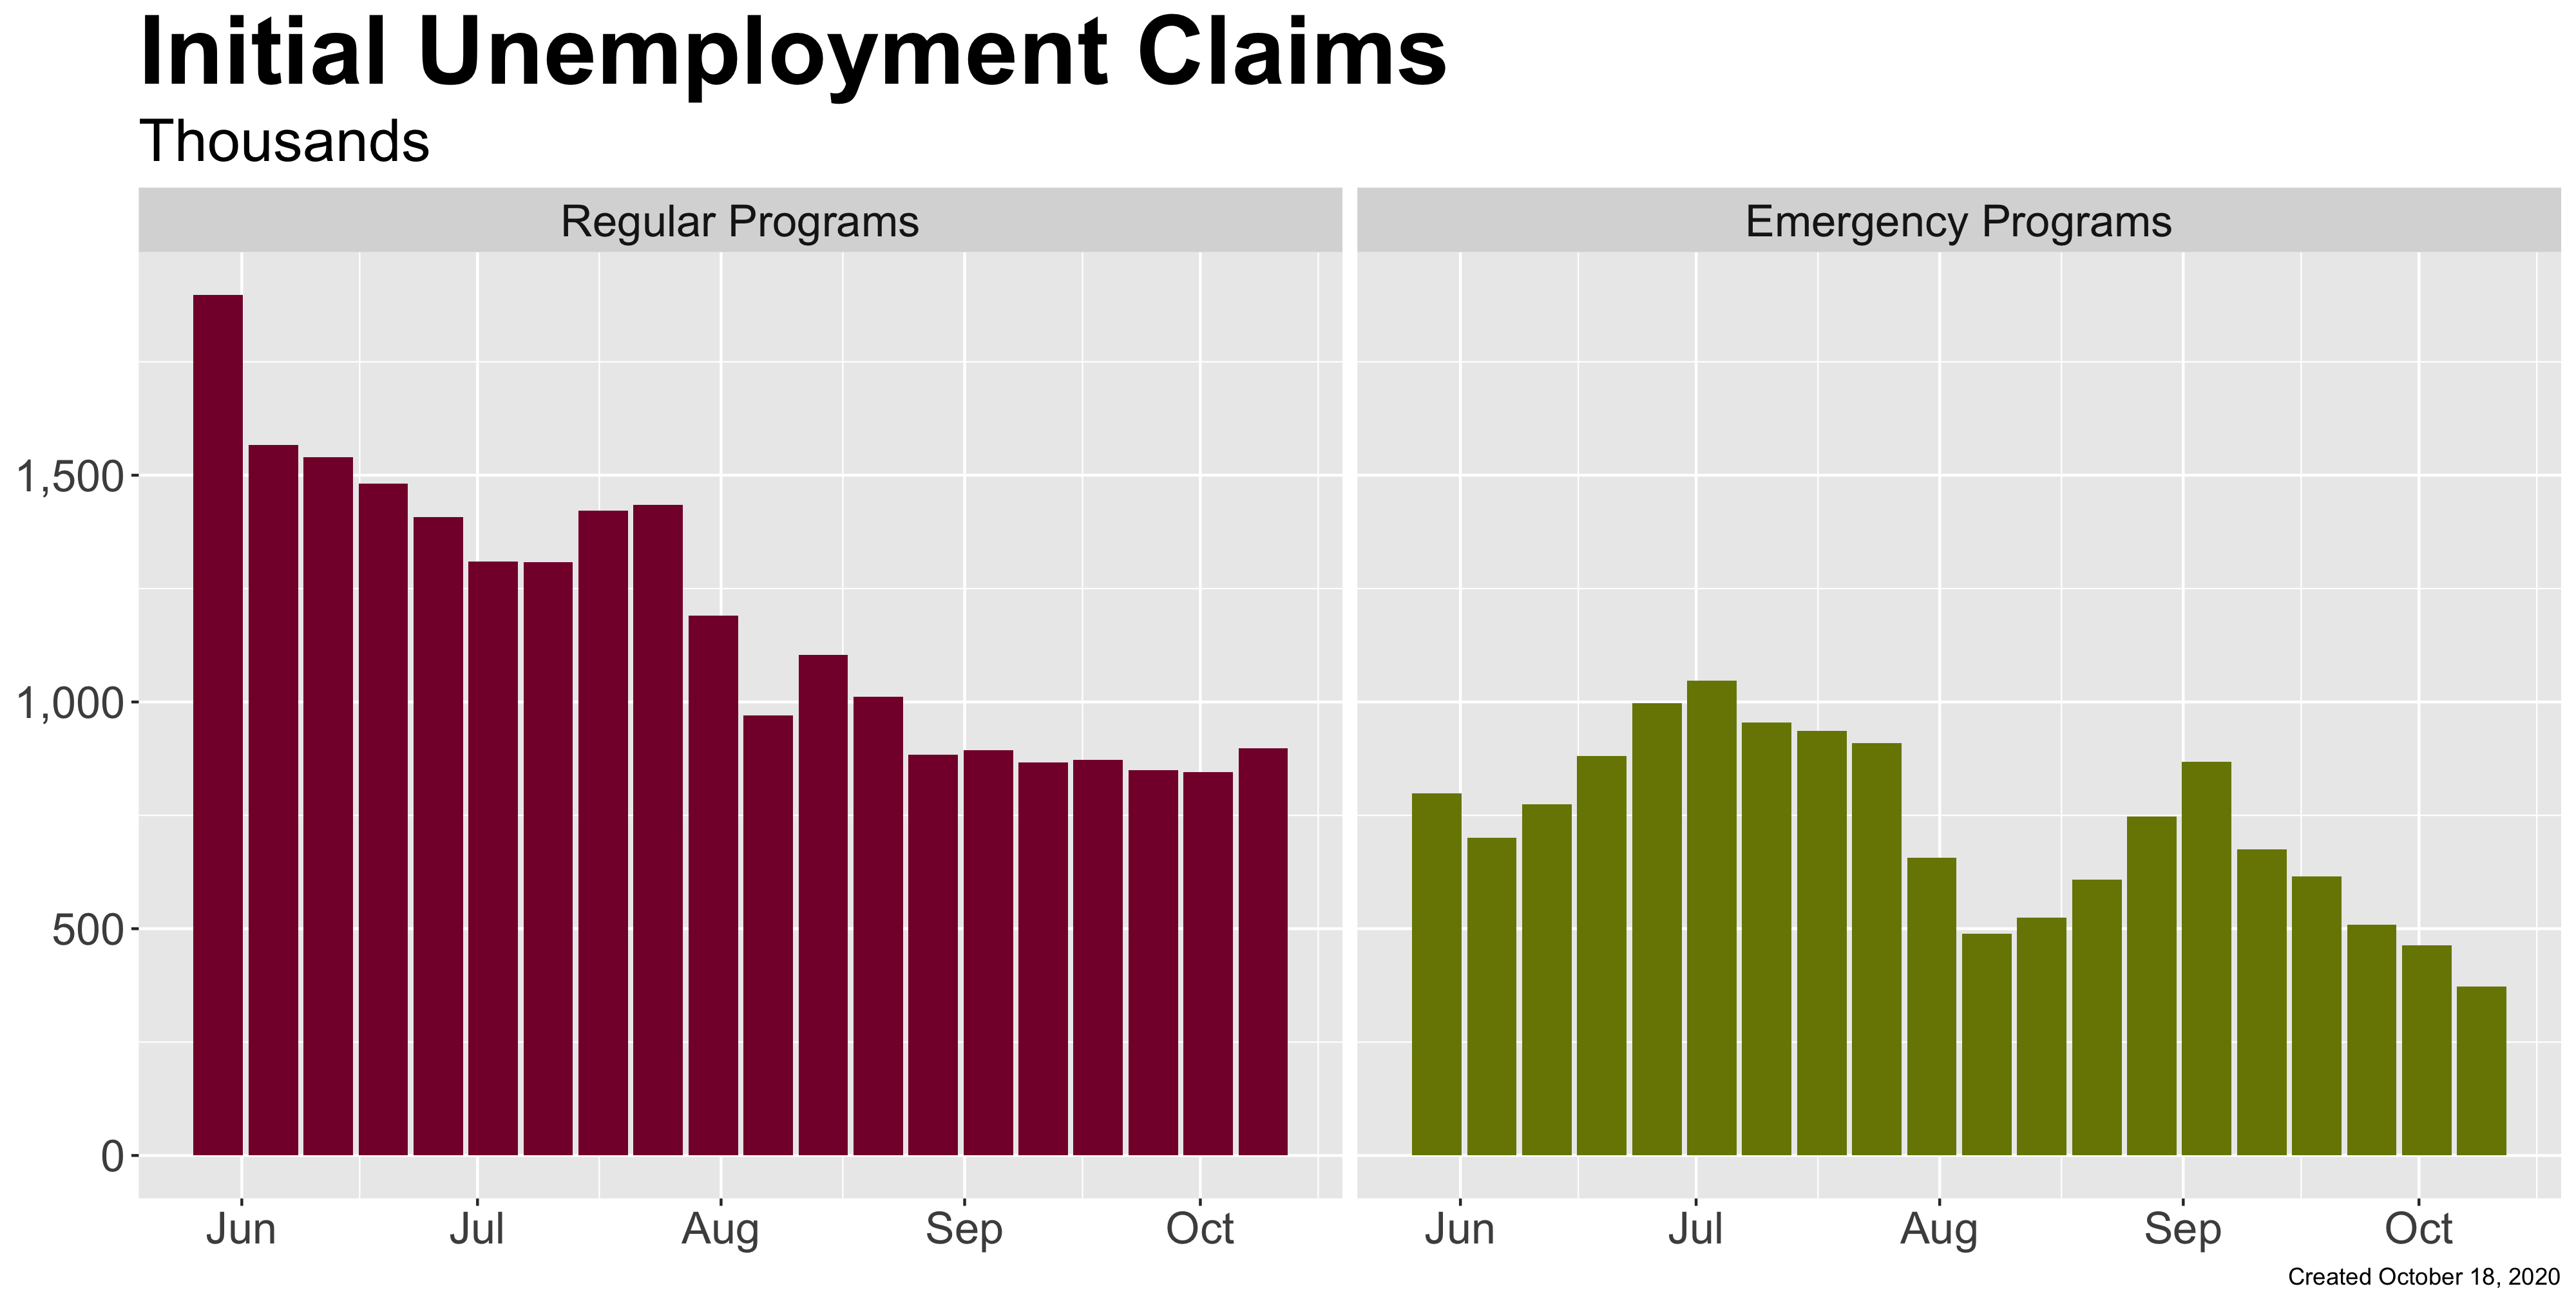 Initial Unemployment Claims
Thousands
Regular Programs Emergency Programs
1,500
1,000
500
0
Jun Jul Aug Sep Oct Jun Jul Aug Sep Oct
Created October 18, 2020